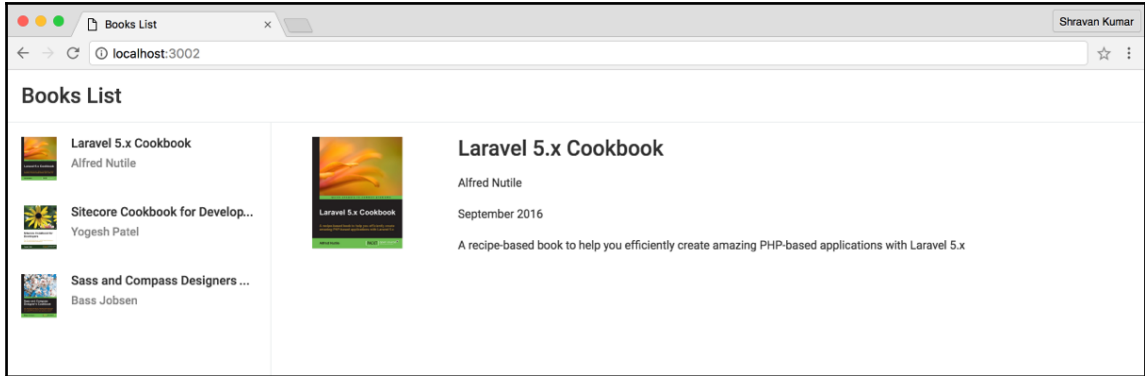 Books List
Shravan Kumar
localhost:3002
Books List
Laravel 5.x Cookbook
Alfred Nutile
Sitecore Cookbook for Develop...
Yogesh Patel
Sass and Compass Designers ...
Bass Jobsen
Laravel 5.x Cookbook
Alfred Nutile
Laravel 5.x Cookbook
Alfred Nutile
September 2016
A recipe-based book to help you efficiently create amazing PHP-based applications with Laravel 5.x